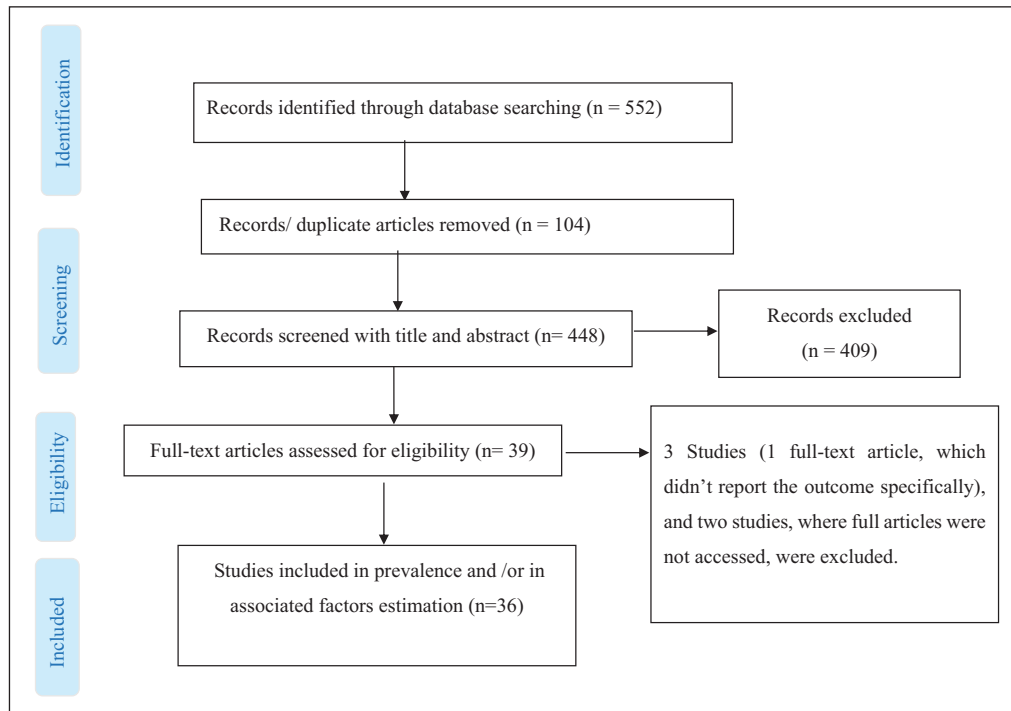 Identification
Records identified through database searching (n = 552)
Records/ duplicate articles removed (n = 104)
Screening
Records screened with title and abstract (n= 448)
Records excluded
(n = 409)
Eligibility
Full-text articles assessed for eligibility (n= 39)
3 Studies (1 full-text article, which
didn't report the outcome specifically),
and two studies, where full articles were
not accessed, were excluded.
Included
Studies included in prevalence and /or in
associated factors estimation (n=36)